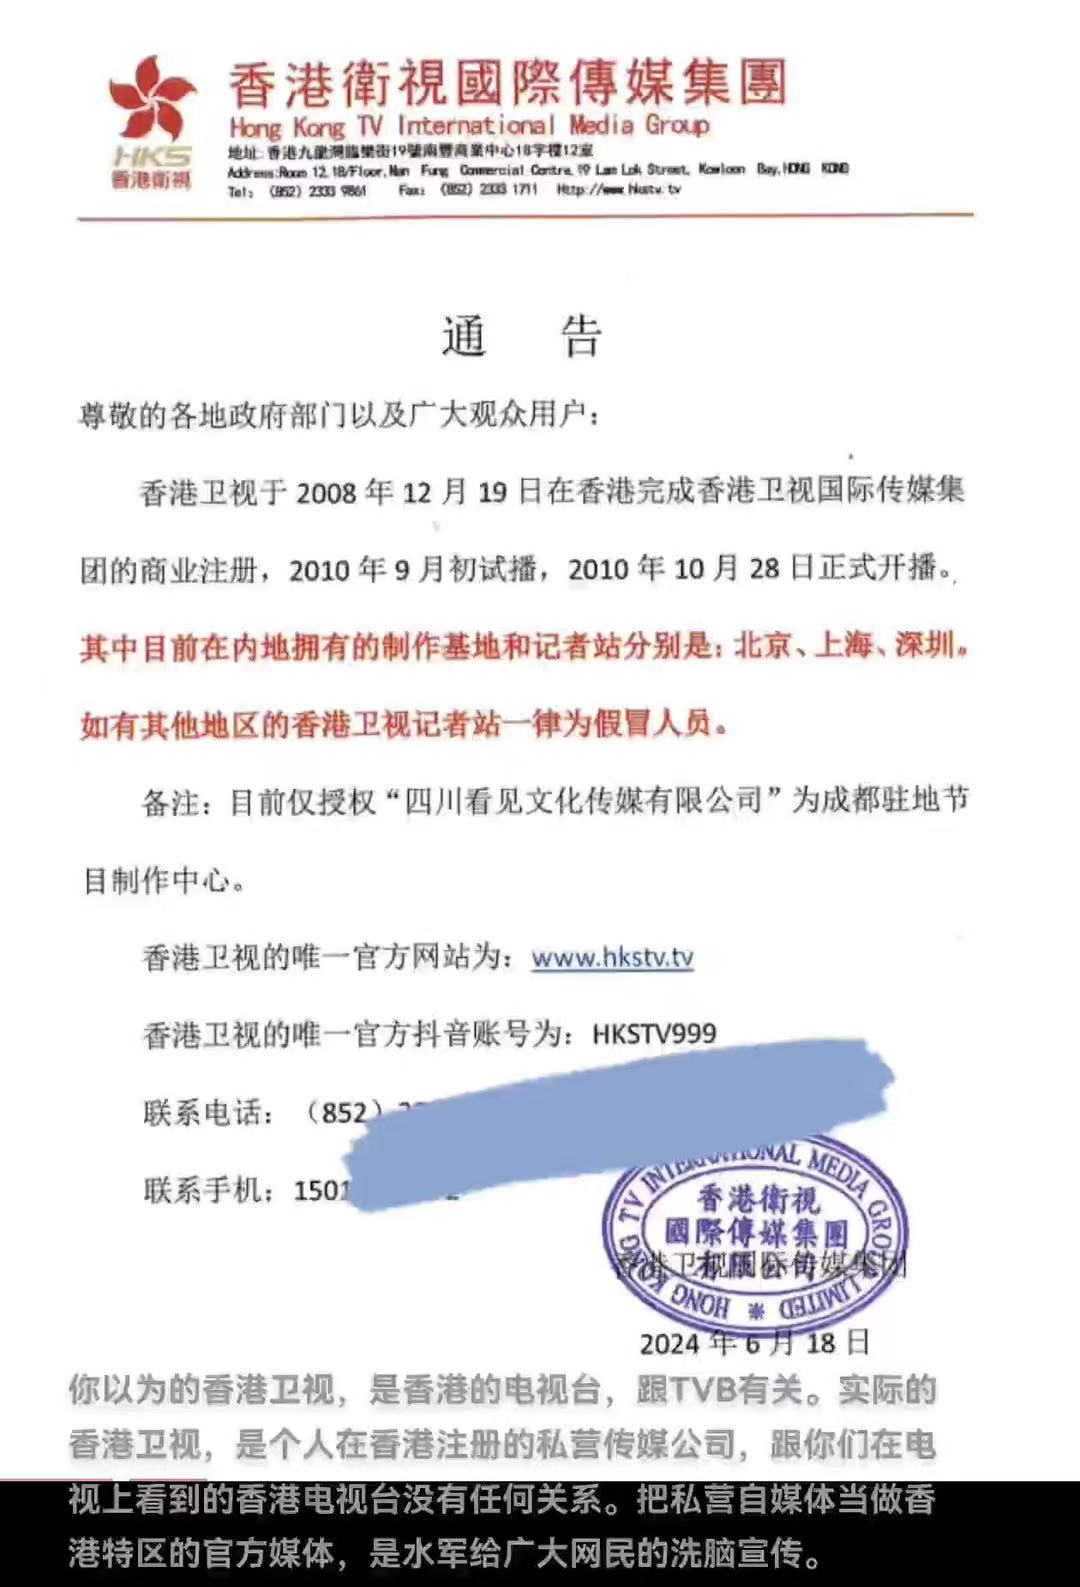 香港衛視國際傳媒集團
Hong Kong TV International Media Group
地址:香港九龍灣臨樂街19號南豐商業中心18字樓12室
Address:Room 12, 18/Floor,Nan Fung Commercial Centre,19 Lam Lok Street, Kowloon Bay,HONG KONG
Tel: (852) 2333 9861 Fax: (852) 2333 1711 Http://www.hkstv.tv
HKS
香港衛視
通 告
尊敬的各地政府部门以及广大观众用户：
香港卫视于 2008 年 12 月 19 日在香港完成香港卫视国际传媒集
团的商业注册，2010 年 9 月初试播，2010 年 10 月 28 日正式开播。
其中目前在内地拥有的制作基地和记者站分别是：北京、上海、深圳。
如有其他地区的香港卫视记者站一律为假冒人员。
备注：目前仅授权“四川看见文化传媒有限公司”为成都驻地节
目制作中心。
香港卫视的唯一官方网站为：www.hkstv.tv
香港卫视的唯一官方抖音账号为：HKSTV999
联系电话：（852）
联系手机：1501
HONG KONG TV INTERNATIONAL MEDIA GROUP LIMITED
香港衛視
國際傳媒集團
有限公司
香港卫视国际传媒集团
2024 年 6 月 18 日
你以为的香港卫视，是香港的电视台，跟TVB有关。实际的
香港卫视，是个人在香港注册的私营传媒公司，跟你们在电
视上看到的香港电视台没有任何关系。把私营自媒体当做香
港特区的官方媒体，是水军给广大网民的洗脑宣传。